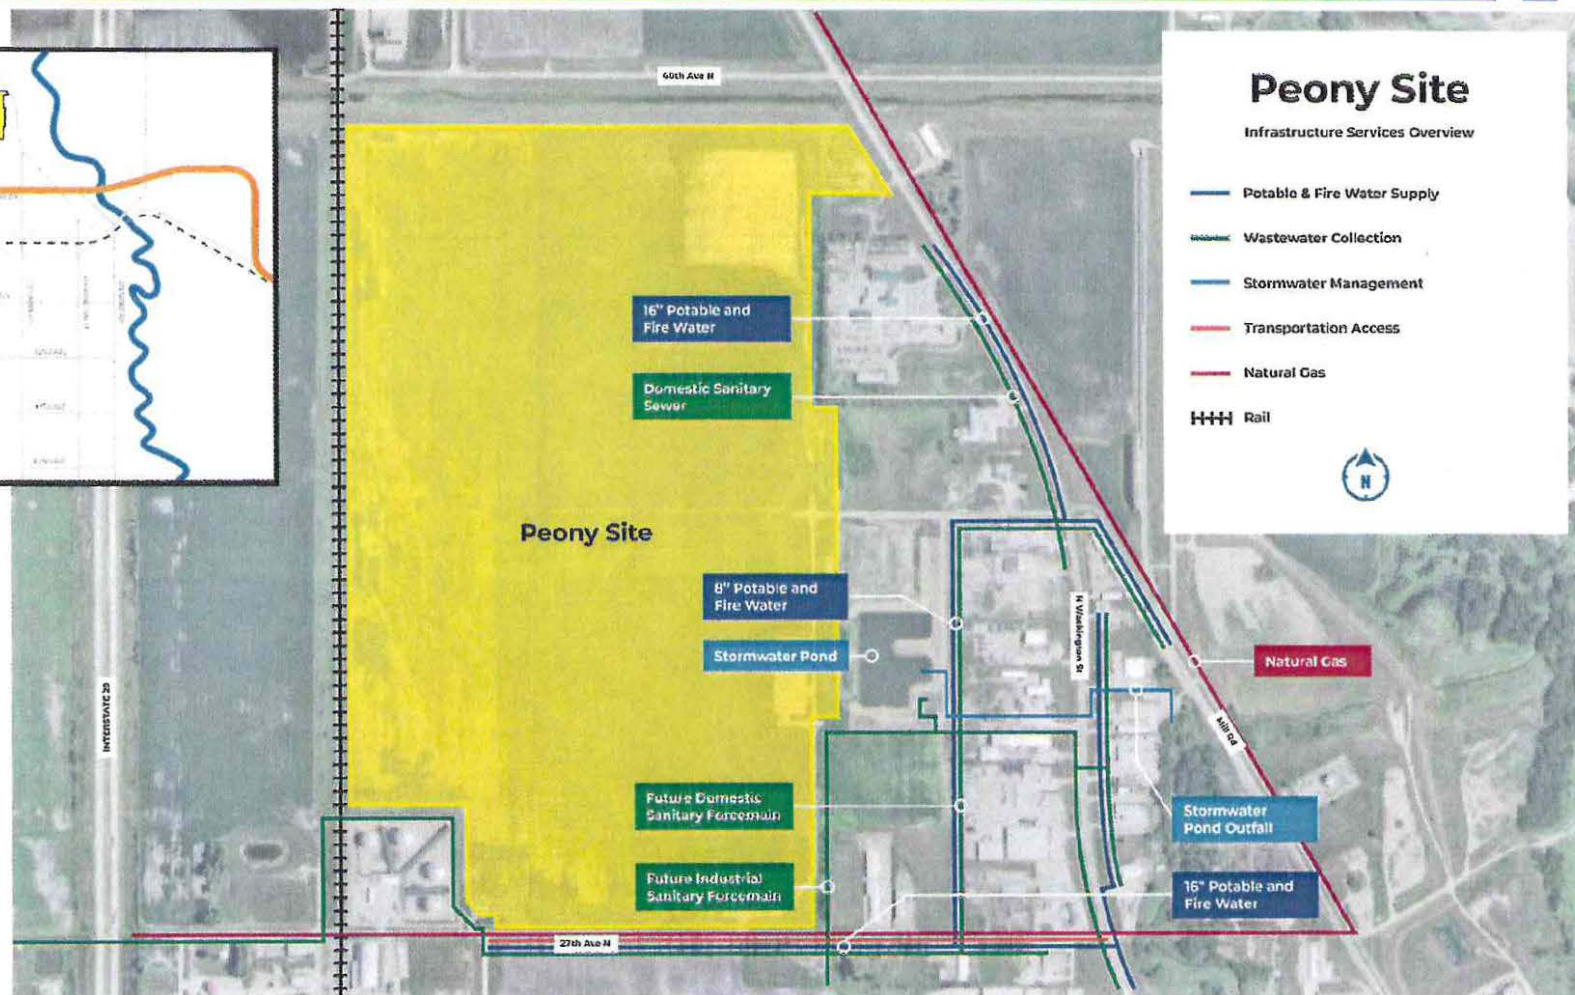 Peony Site
Infrastructure Services Overview
Potable & Fire Water Supply
Wastewater Collection
Stormwater Management
Transportation Access
Natural Gas
Rail
N
40th Ave N
16" Potable and
Fire Water
Domestic Sanitary
Sewer
Peony Site
8" Potable and
Fire Water
Stormwater Pond
N Washington St
Natural Gas
INTERSTATE 29
Mill Rd
Future Domestic
Sanitary Forcemain
Stormwater
Pond Outfall
Future Industrial
Sanitary Forcemain
16" Potable and
Fire Water
27th Ave N